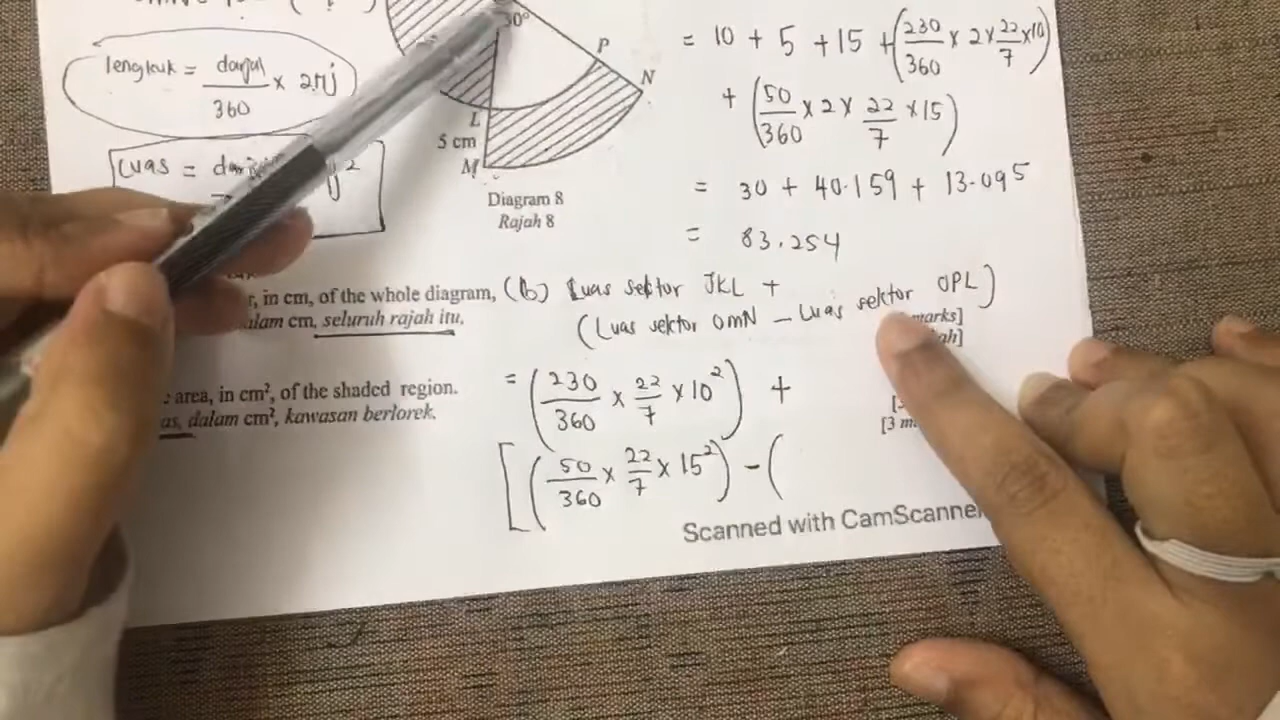 lengkuk = darjah/360 × 2πj
Luas =
30°
P
N
L
5 cm
M
Diagram 8
Rajah 8
= 10 + 5 + 15 + (230/360 × 2 × 22/7 × 10)
+ (50/360 × 2 × 22/7 × 15)
= 30 + 40.159 + 13.095
= 83.254
, in cm, of the whole diagram,
dalam cm, seluruh rajah itu.
(b) Luas sektor JKL +
(Luas sektor OMN – Luas sektor OPL)
marks]
area, in cm², of the shaded region.
dalam cm², kawasan berlorek.
[3
= (230/360 × 22/7 × 10²) +
[(50/360 × 22/7 × 15²) - (
Scanned with CamScanner